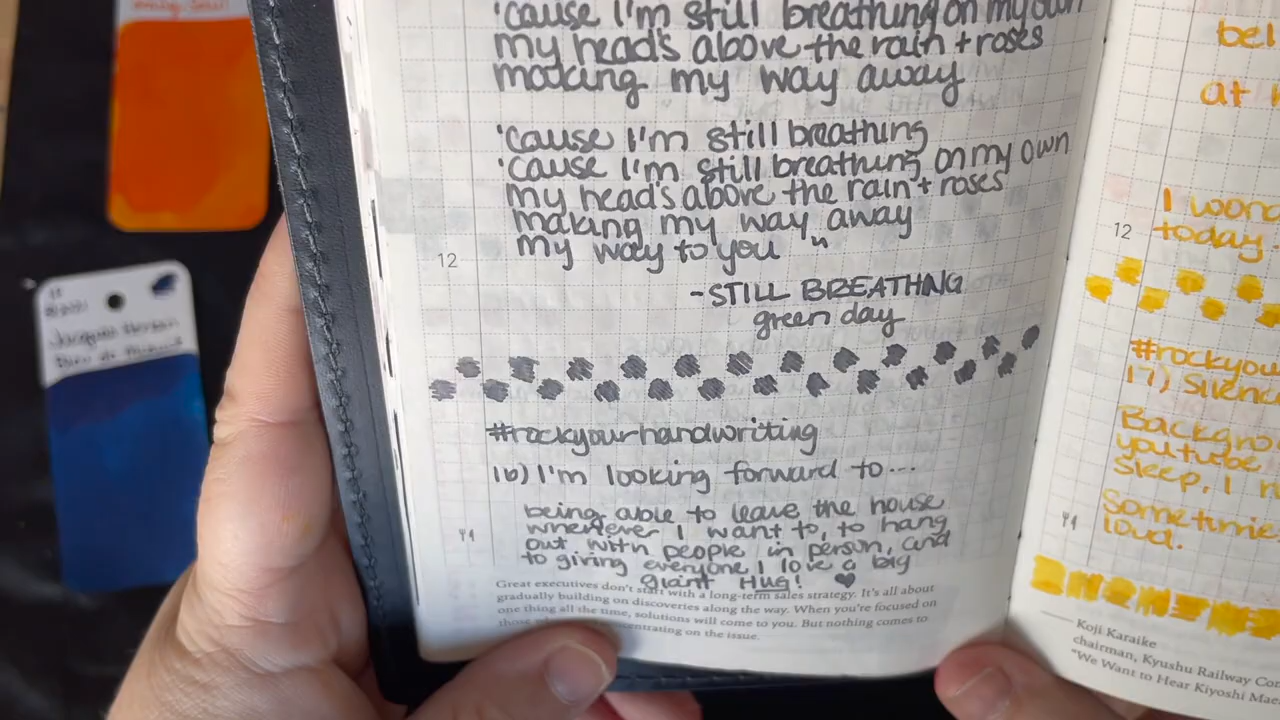 'cause I'm still breathing on my own
my head's above the rain + roses
making my way away
'cause I'm still breathing
'cause I'm still breathing on my own
my head's above the rain + roses
making my way away
my way to you "
12
-STILL BREATHING
green day
#rockyourhandwriting
16) I'm looking forward to...
being able to leave the house
whenever I want to, to hang
out with people in person, and
to giving everyone I love a big
giant HUG! ♥
Great executives don't start with a long-term sales strategy. It's all about
gradually building on discoveries along the way. When you're focused on
one thing all the time, solutions will come to you. But nothing comes to
those concentrating on the issue.
bel
at
I won
12 today
#rockyou
17) Silenc
Backgro
youtube
sleep, I
Sometime
loud.
Koji Karaike
chairman, Kyushu Railway Com
"We Want to Hear Kiyoshi Mae
Jacques Herbin